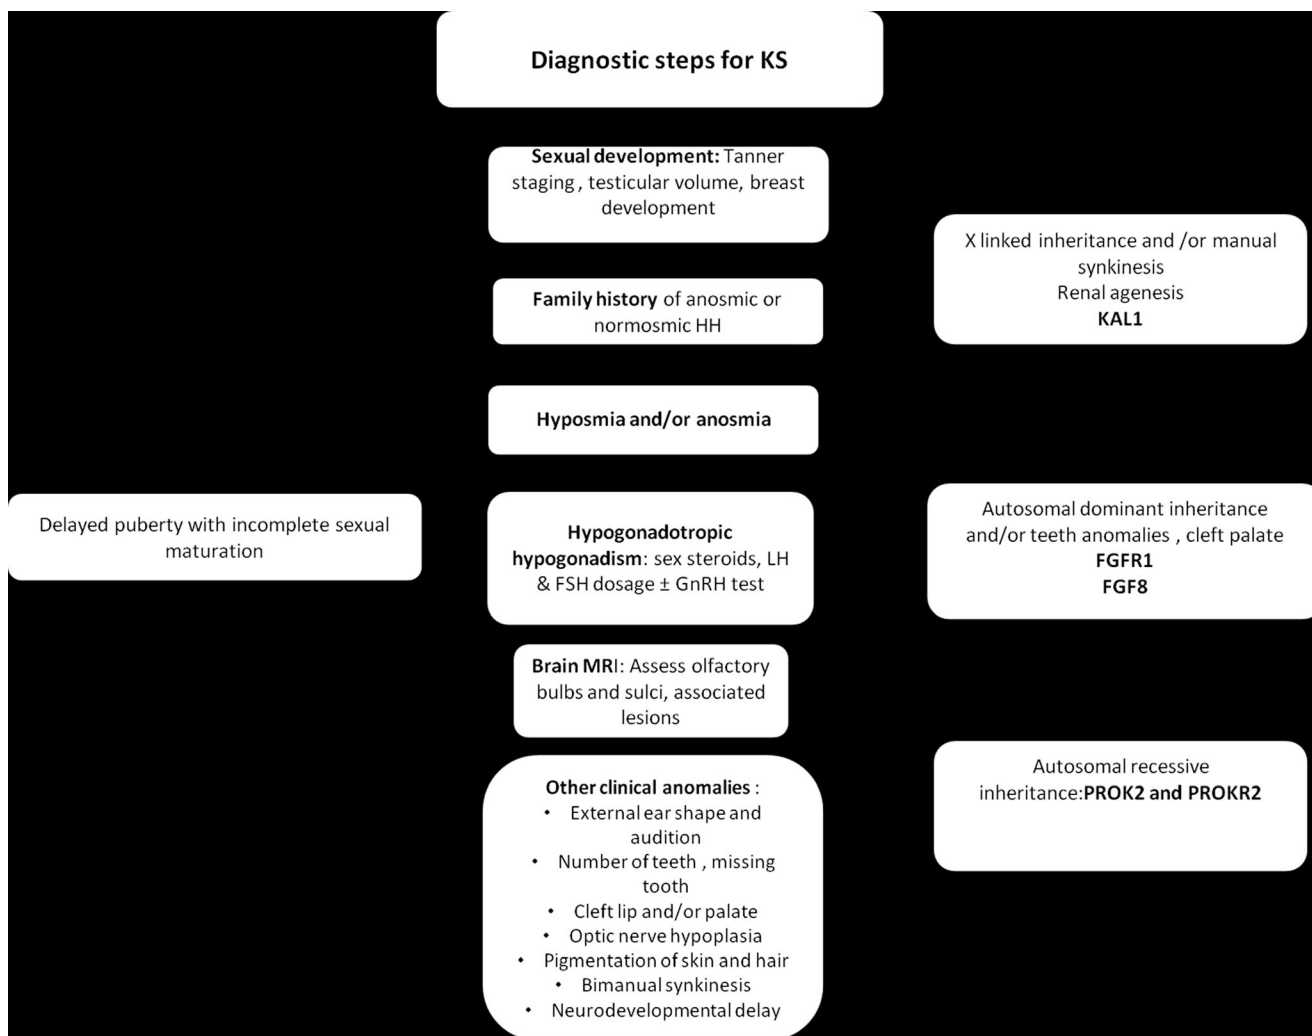 Diagnostic steps for KS
Sexual development: Tanner
staging , testicular volume, breast
development
Family history of anosmic or
normosmic HH
Hyposmia and/or anosmia
Delayed puberty with incomplete sexual
maturation
Hypogonadotropic
hypogonadism: sex steroids, LH
& FSH dosage ± GnRH test
Brain MRI: Assess olfactory
bulbs and sulci, associated
lesions
Other clinical anomalies :
• External ear shape and
audition
• Number of teeth , missing
tooth
• Cleft lip and/or palate
• Optic nerve hypoplasia
• Pigmentation of skin and hair
• Bimanual synkinesis
• Neurodevelopmental delay
X linked inheritance and /or manual
synkinesis
Renal agenesis
KAL1
Autosomal dominant inheritance
and/or teeth anomalies , cleft palate
FGFR1
FGF8
Autosomal recessive
inheritance:PROK2 and PROKR2